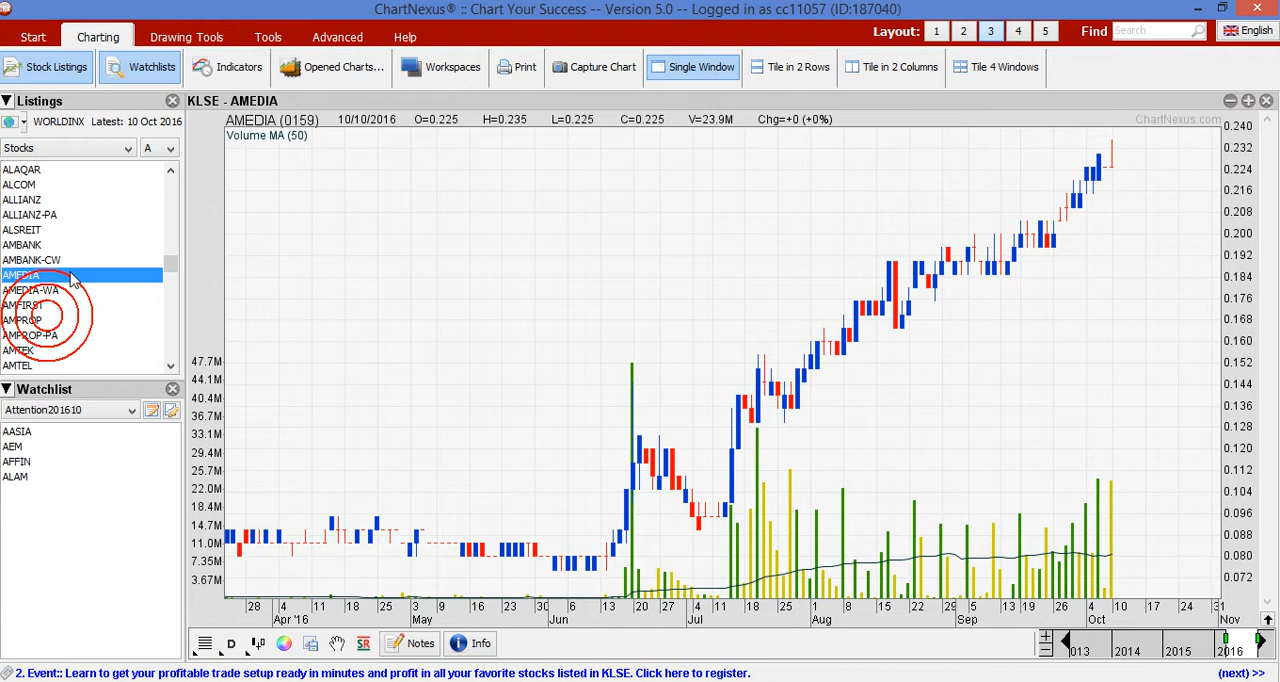 ChartNexus® :: Chart Your Success -- Version 5.0 -- Logged in as cc11057 (ID:187040)
Start Charting Drawing Tools Tools Advanced Help Layout: 1 2 3 4 5 Find Search English
Stock Listings Watchlists Indicators Opened Charts... Workspaces Print Capture Chart Single Window Tile in 2 Rows Tile in 2 Columns Tile 4 Windows
Listings
WORLDINX Latest: 10 Oct 2016
Stocks A
ALAQAR
ALCOM
ALLIANZ
ALLIANZ-PA
ALSREIT
AMBANK
AMBANK-CW
AMEDIA
AMEDIA-WA
AMFIRST
AMPROP
AMPROP-PA
AMTEK
AMTEL
Watchlist
Attention201610
AASIA
AEM
AFFIN
ALAM
KLSE - AMEDIA
AMEDIA (0159) 10/10/2016 O=0.225 H=0.235 L=0.225 C=0.225 V=23.9M Chg=+0 (+0%) ChartNexus.com
Volume MA (50)
0.240
0.232
0.224
0.216
0.208
0.200
0.192
0.184
0.176
0.168
0.160
0.152
0.144
0.136
0.128
0.120
0.112
0.104
0.096
0.088
0.080
0.072
47.7M
44.1M
40.4M
36.7M
33.1M
29.4M
25.7M
22.0M
18.4M
14.7M
11.0M
7.35M
3.67M
28 4 11 18 25 3 9 16 23 30 6 13 20 27 4 11 18 25 1 8 15 22 29 5 13 19 26 4 10 17 24 31
Apr '16 May Jun Jul Aug Sep Oct Nov
D SR Notes Info 013 2014 2015 2016
2. Event:: Learn to get your profitable trade setup ready in minutes and profit in all your favorite stocks listed in KLSE. Click here to register. (next) >>